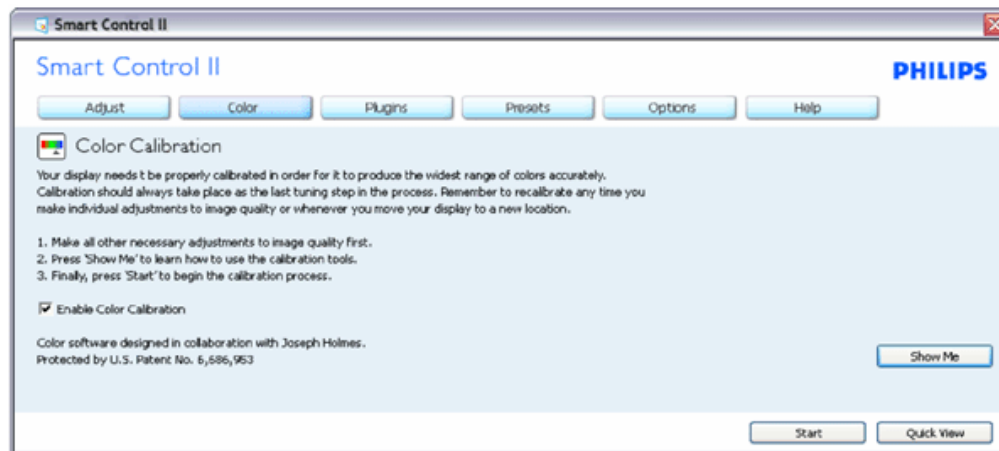 Smart Control II
Smart Control II
PHILIPS
Adjust Color Plugins Presets Options Help
Color Calibration
Your display needs t be properly calibrated in order for it to produce the widest range of colors accurately.
Calibration should always take place as the last tuning step in the process. Remember to recalibrate any time you
make individual adjustments to image quality or whenever you move your display to a new location.
1. Make all other necessary adjustments to image quality first.
2. Press 'Show Me' to learn how to use the calibration tools.
3. Finally, press 'Start' to begin the calibration process.
Enable Color Calibration
Color software designed in collaboration with Joseph Holmes.
Protected by U.S. Patent No. 6,686,953
Show Me
Start Quick View